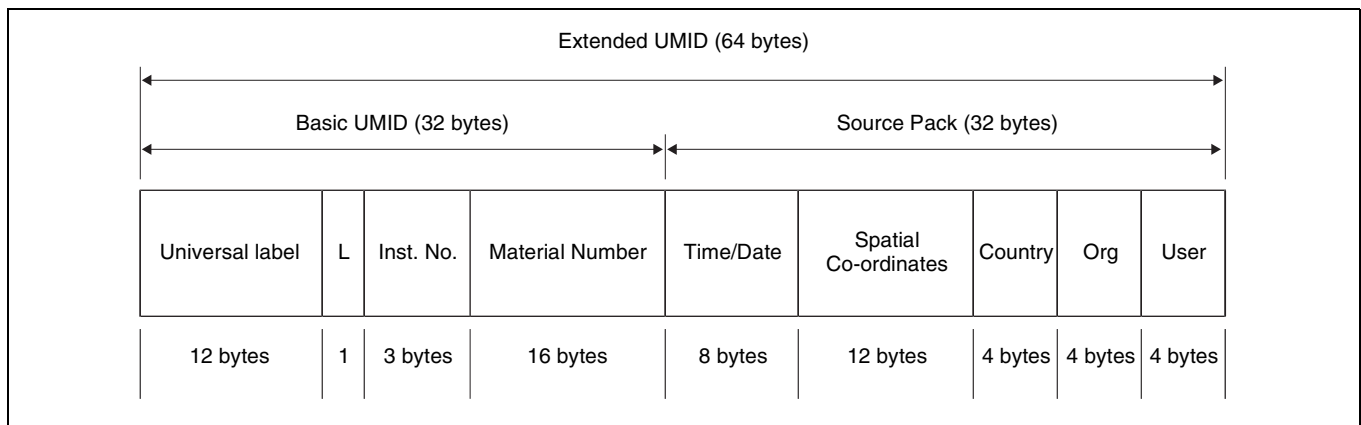 Extended UMID (64 bytes)
Basic UMID (32 bytes) Source Pack (32 bytes)
Universal label L Inst. No. Material Number Time/Date Spatial Co-ordinates Country Org User
12 bytes 1 3 bytes 16 bytes 8 bytes 12 bytes 4 bytes 4 bytes 4 bytes